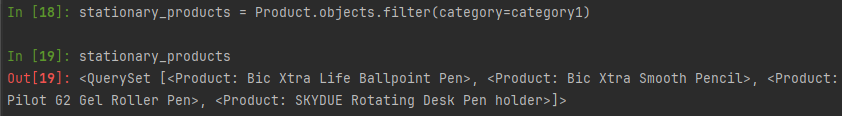 In [18]: stationary_products = Product.objects.filter(category=category1)
In [19]: stationary_products
Out[19]: <QuerySet [<Product: Bic Xtra Life Ballpoint Pen>, <Product: Bic Xtra Smooth Pencil>, <Product:
Pilot G2 Gel Roller Pen>, <Product: SKYDUE Rotating Desk Pen holder>]>